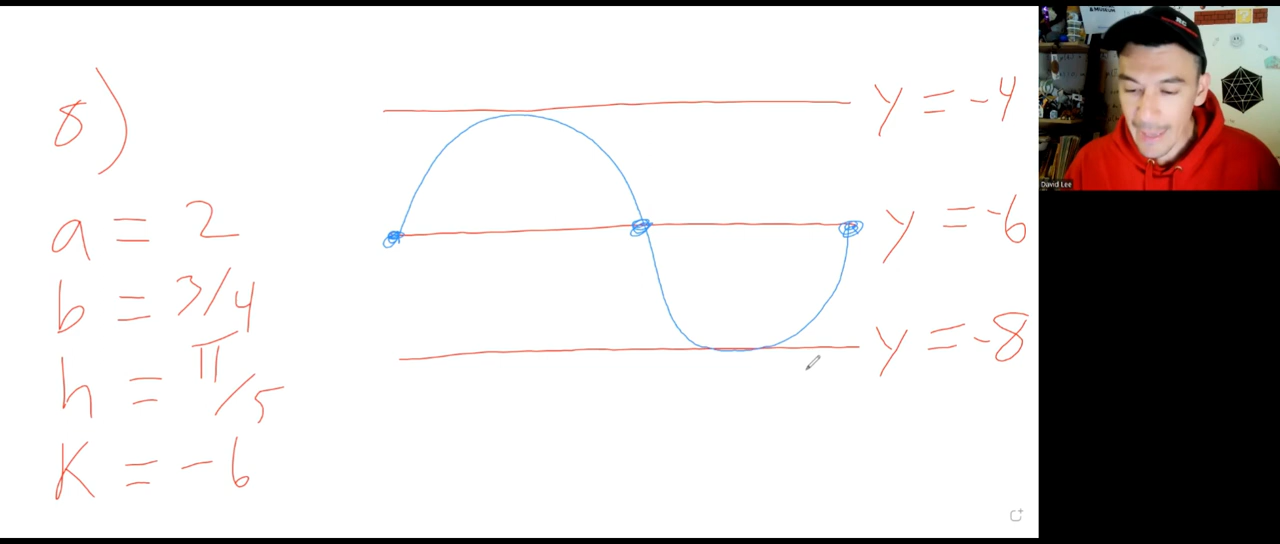 8)
a = 2
b = 3/4
h = π/5
K = -6
y = -4
y = -6
y = -8
David Lee